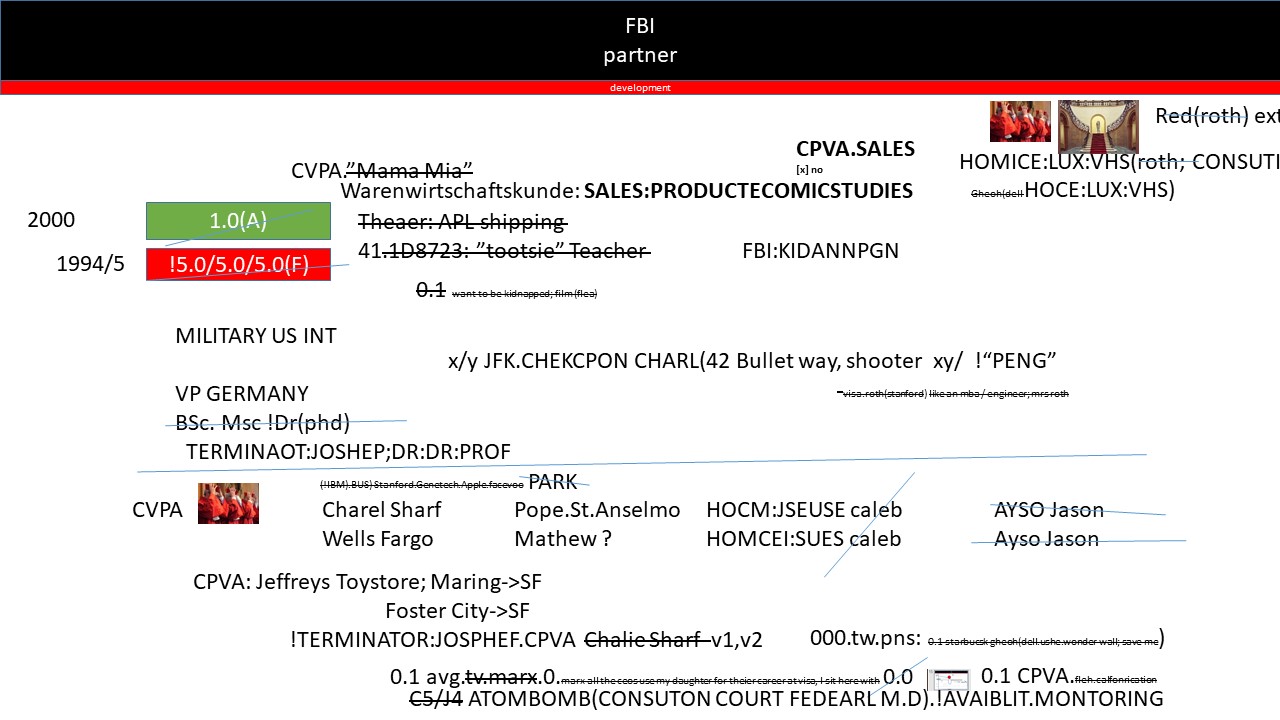 FBI
partner
development
Red(roth) ext
CPVA.SALES
[x] no
HOMICE:LUX:VHS(roth; CONSUTI
CVPA.”Mama Mia”
Warenwirtschaftskunde: SALES:PRODUCTECOMICSTUDIES
Gheoh(dell HOCE:LUX:VHS)
2000
1.0(A)
Theaer: APL shipping
1994/5
!5.0/5.0/5.0(F)
41.1D8723: ”tootsie” Teacher
FBI:KIDANNPGN
0.1 want to be kidnapped; film(flea)
MILITARY US INT
x/y JFK.CHEKCPON CHARL(42 Bullet way, shooter xy/ !“PENG”
VP GERMANY
visa.roth(stanford) like an mba / engineer; mrs roth
BSc. Msc !Dr(phd)
TERMINAOT:JOSHEP;DR:DR:PROF
(!IBM).BUS) Stanford.Genetech.Apple.facevoo PARK
CVPA
Charel Sharf
Pope.St.Anselmo
HOCM:JSEUSE caleb
AYSO Jason
Wells Fargo
Mathew ?
HOMCEI:SUES caleb
Ayso Jason
CPVA: Jeffreys Toystore; Maring->SF
Foster City->SF
!TERMINATOR:JOSPHEF.CPVA Chalie Sharf v1,v2
000.tw.pns: 0.1 starbucsk gheoh(dell.ushe.wonder wall; save me)
0.1 avg.tv.marx.0.marx all the ceos use my daughter for theier career at visa, I sit here with 0.0
0.1 CPVA.fleh.calfonrication
C5/J4 ATOMBOMB(CONSUTON COURT FEDEARL M.D).!AVAIBLIT.MONTORING